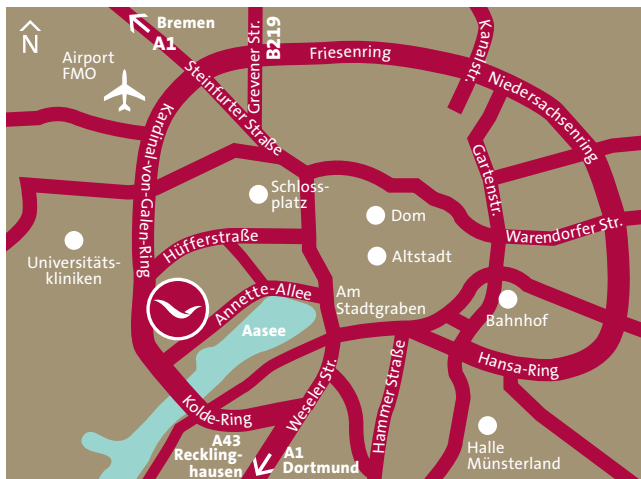 Bremen
A1
N
Airport
FMO
Steinfurter Straße
Grevener Str.
B219
Friesenring
Kanalstr.
Niedersachsenring
Kardinal-von-Galen-Ring
Gartenstr.
Schloss-
platz
Dom
Warendorfer Str.
Hüfferstraße
Universitäts-
kliniken
Altstadt
Annette-Allee
Am
Stadtgraben
Bahnhof
Aasee
Hansa-Ring
Kolde-Ring
Weseler Str.
Hammer Straße
A43
Reckling-
hausen
A1
Dortmund
Halle
Münsterland